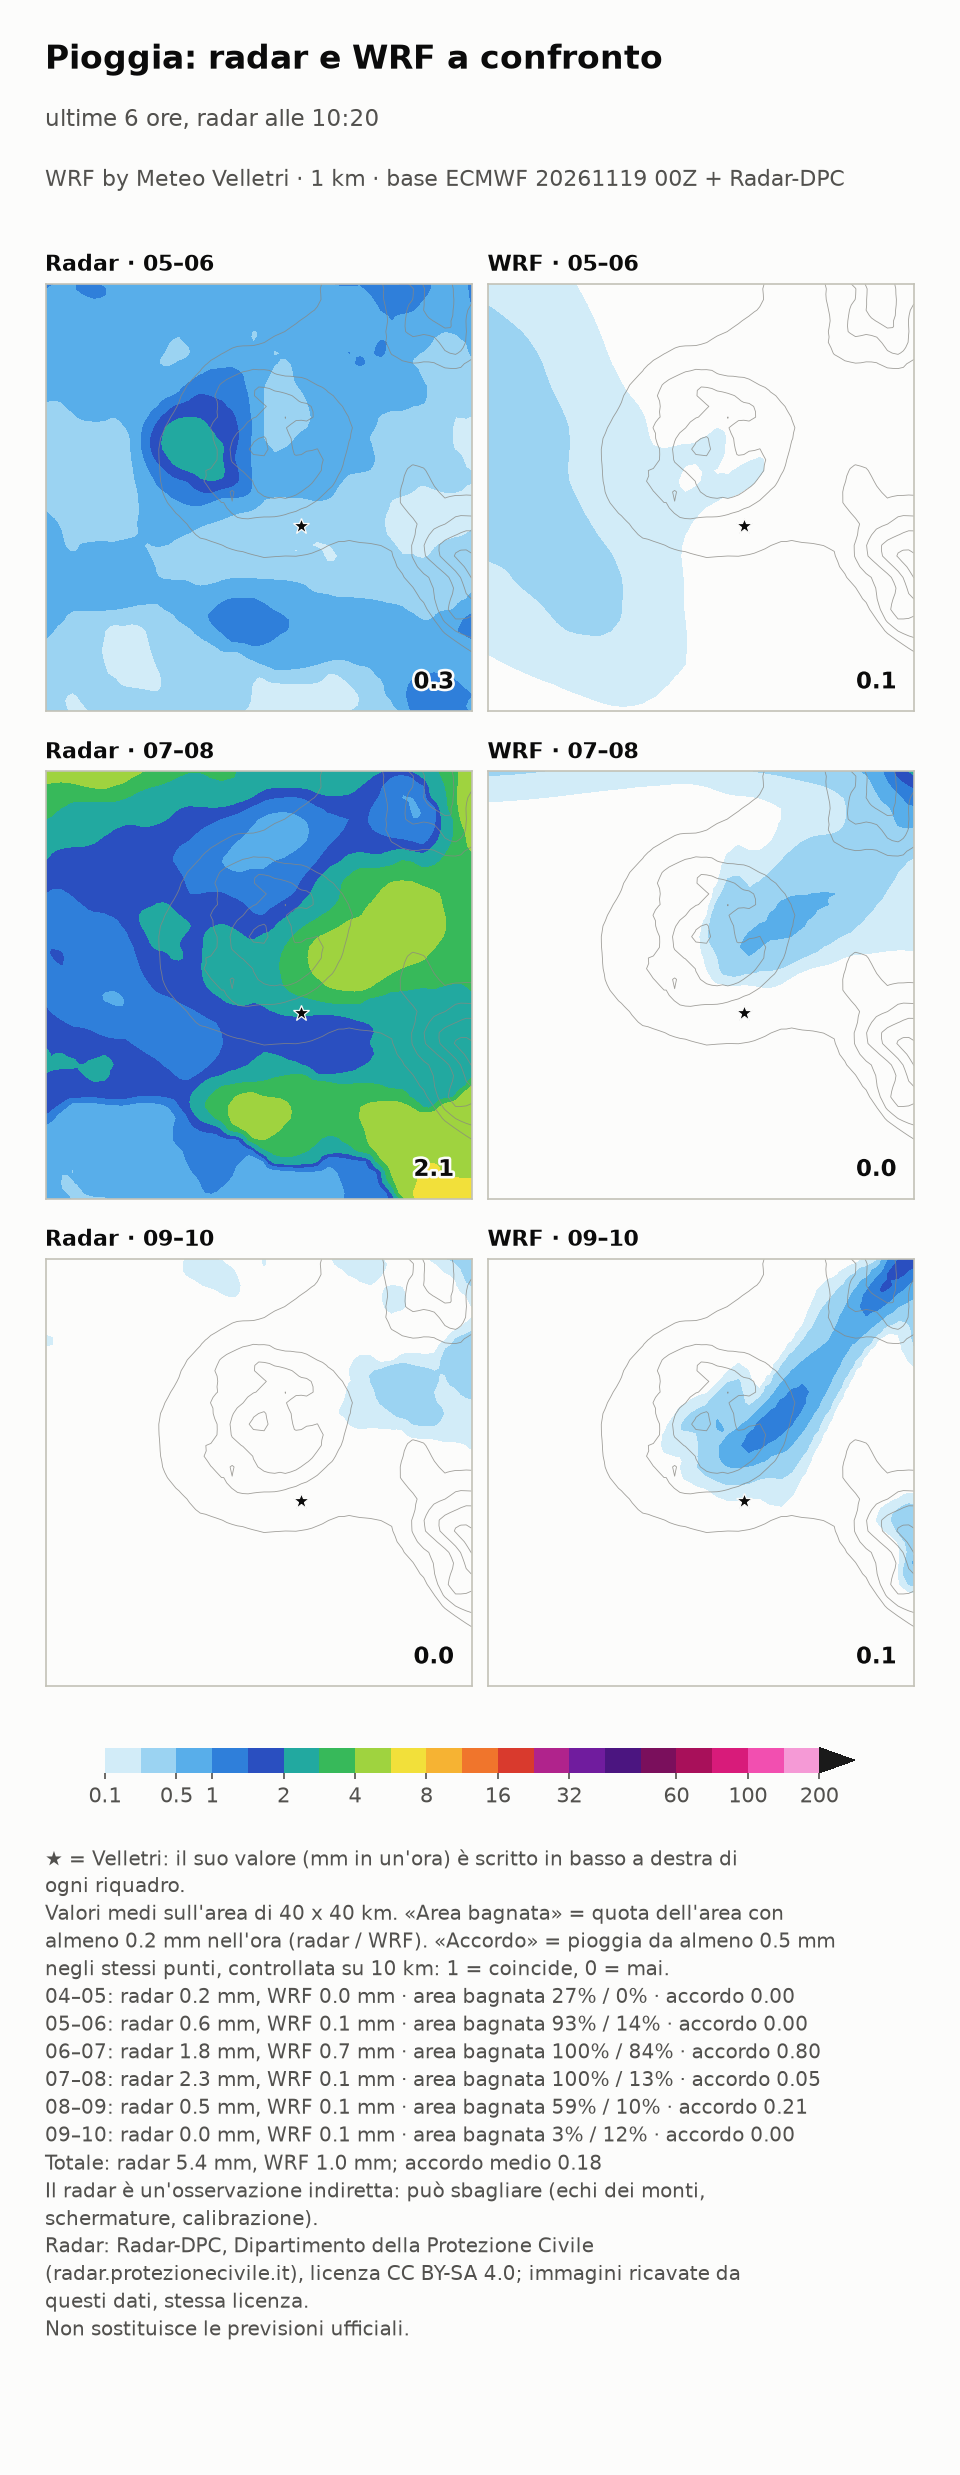 Pioggia: radar e WRF a confronto
ultime 6 ore, radar alle 10:20
WRF by Meteo Velletri · 1 km · base ECMWF 20261119 00Z + Radar-DPC
Radar · 05–06
WRF · 05–06
0.3
0.1
Radar · 07–08
WRF · 07–08
2.1
0.0
Radar · 09–10
WRF · 09–10
0.0
0.1
0.1 0.5 1 2 4 8 16 32 60 100 200
★ = Velletri: il suo valore (mm in un'ora) è scritto in basso a destra di
ogni riquadro.
Valori medi sull'area di 40 x 40 km. «Area bagnata» = quota dell'area con
almeno 0.2 mm nell'ora (radar / WRF). «Accordo» = pioggia da almeno 0.5 mm
negli stessi punti, controllata su 10 km: 1 = coincide, 0 = mai.
04–05: radar 0.2 mm, WRF 0.0 mm · area bagnata 27% / 0% · accordo 0.00
05–06: radar 0.6 mm, WRF 0.1 mm · area bagnata 93% / 14% · accordo 0.00
06–07: radar 1.8 mm, WRF 0.7 mm · area bagnata 100% / 84% · accordo 0.80
07–08: radar 2.3 mm, WRF 0.1 mm · area bagnata 100% / 13% · accordo 0.05
08–09: radar 0.5 mm, WRF 0.1 mm · area bagnata 59% / 10% · accordo 0.21
09–10: radar 0.0 mm, WRF 0.1 mm · area bagnata 3% / 12% · accordo 0.00
Totale: radar 5.4 mm, WRF 1.0 mm; accordo medio 0.18
Il radar è un'osservazione indiretta: può sbagliare (echi dei monti,
schermature, calibrazione).
Radar: Radar-DPC, Dipartimento della Protezione Civile
(radar.protezionecivile.it), licenza CC BY-SA 4.0; immagini ricavate da
questi dati, stessa licenza.
Non sostituisce le previsioni ufficiali.